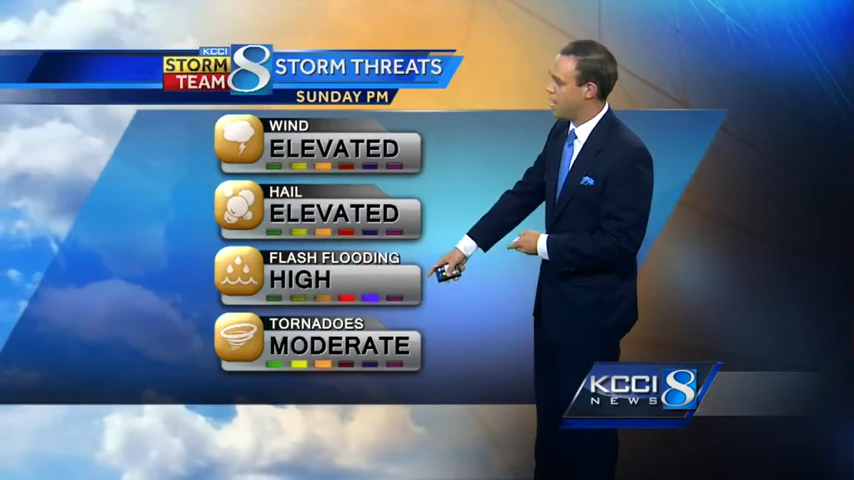 KCCI
STORM
TEAM
8
STORM THREATS
SUNDAY PM
WIND
ELEVATED
HAIL
ELEVATED
FLASH FLOODING
HIGH
TORNADOES
MODERATE
KCCI 8
NEWS